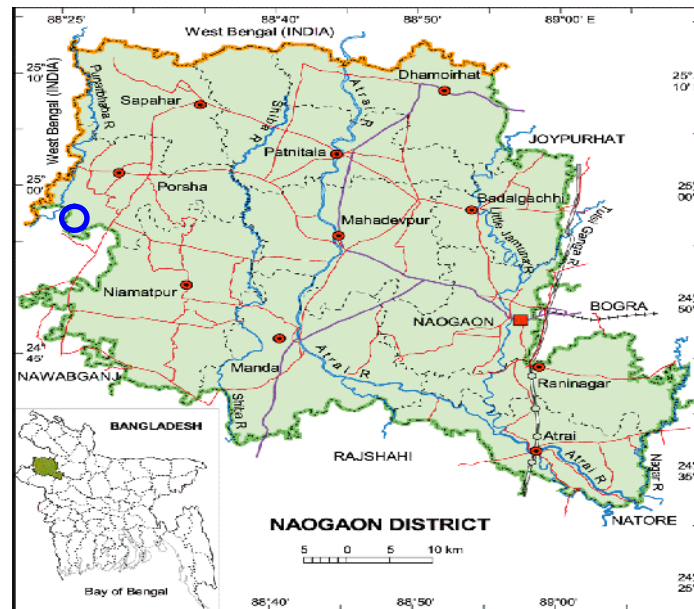 88°25' 88°40' 88°50' 89°00' E
West Bengal (INDIA)
25°
10'
West Bengal (INDIA)
Punarbhaba R
Dhamoirhat
25°
10'
Sapahar
Shiba R
Atrai R
JOYPURHAT
Patnitala
25°
00'
Porsha
Badalgachhi
25°
00'
Mahadevpur
Little Jamuna R
Tulsi Ganga R
Niamatpur
24°
50'
BOGRA
NAOGAON
24°
45'
NAWABGANJ
Manda
Atrai R
Raninagar
Shiba R
BANGLADESH
Atrai
RAJSHAHI
Atrai R
Nagar R
24°
35'
NATORE
NAOGAON DISTRICT
5 0 5 10 km
Bay of Bengal
24°
25'
88°40' 88°50' 89°00'